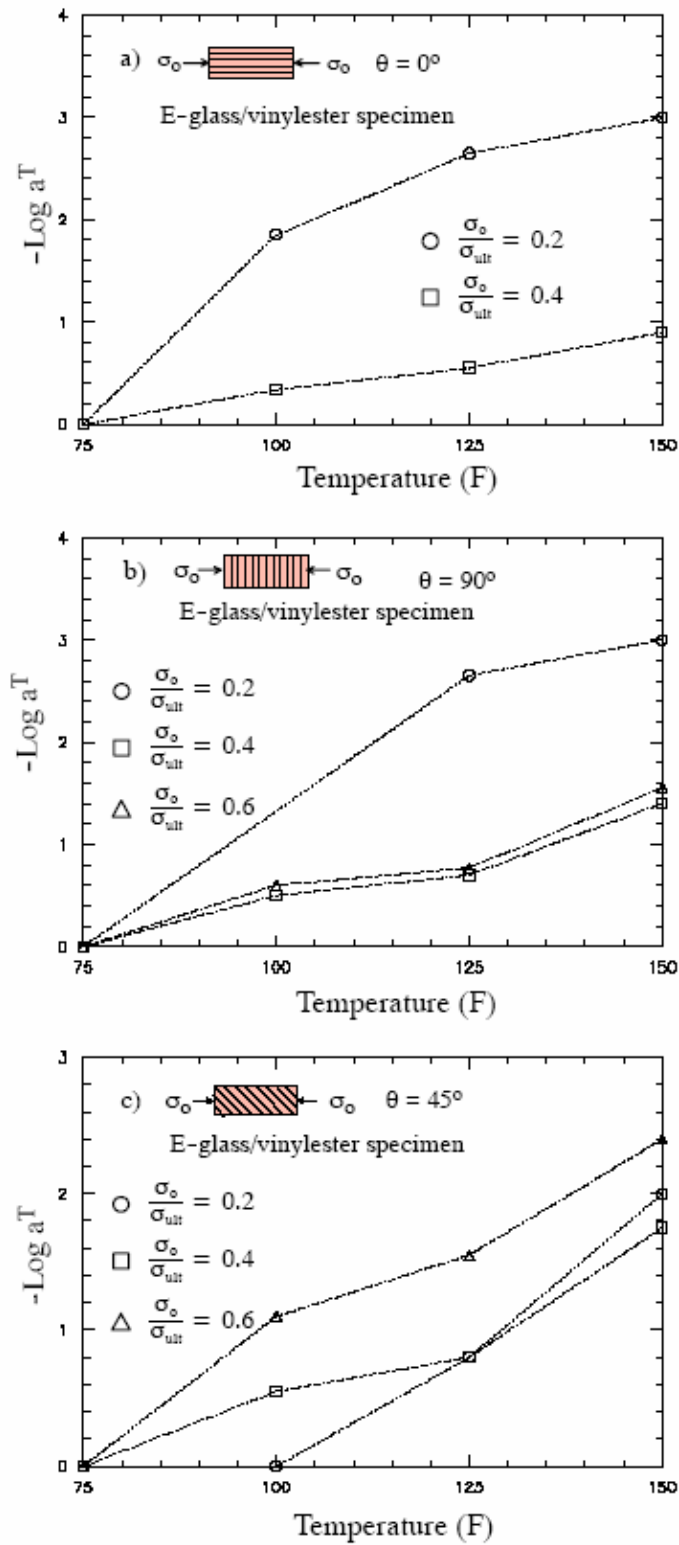 4
a) σo σo θ = 0º
E-glass/vinylester specimen
3
-Log aT
2
σo/σult = 0.2
σo/σult = 0.4
1
0
75 100 125 150
Temperature (F)
4
b) σo σo θ = 90º
E-glass/vinylester specimen
3
-Log aT
σo/σult = 0.2
2
σo/σult = 0.4
σo/σult = 0.6
1
0
75 100 125 150
Temperature (F)
3
c) σo σo θ = 45º
E-glass/vinylester specimen
-Log aT
2
σo/σult = 0.2
σo/σult = 0.4
σo/σult = 0.6
1
0
75 100 125 150
Temperature (F)